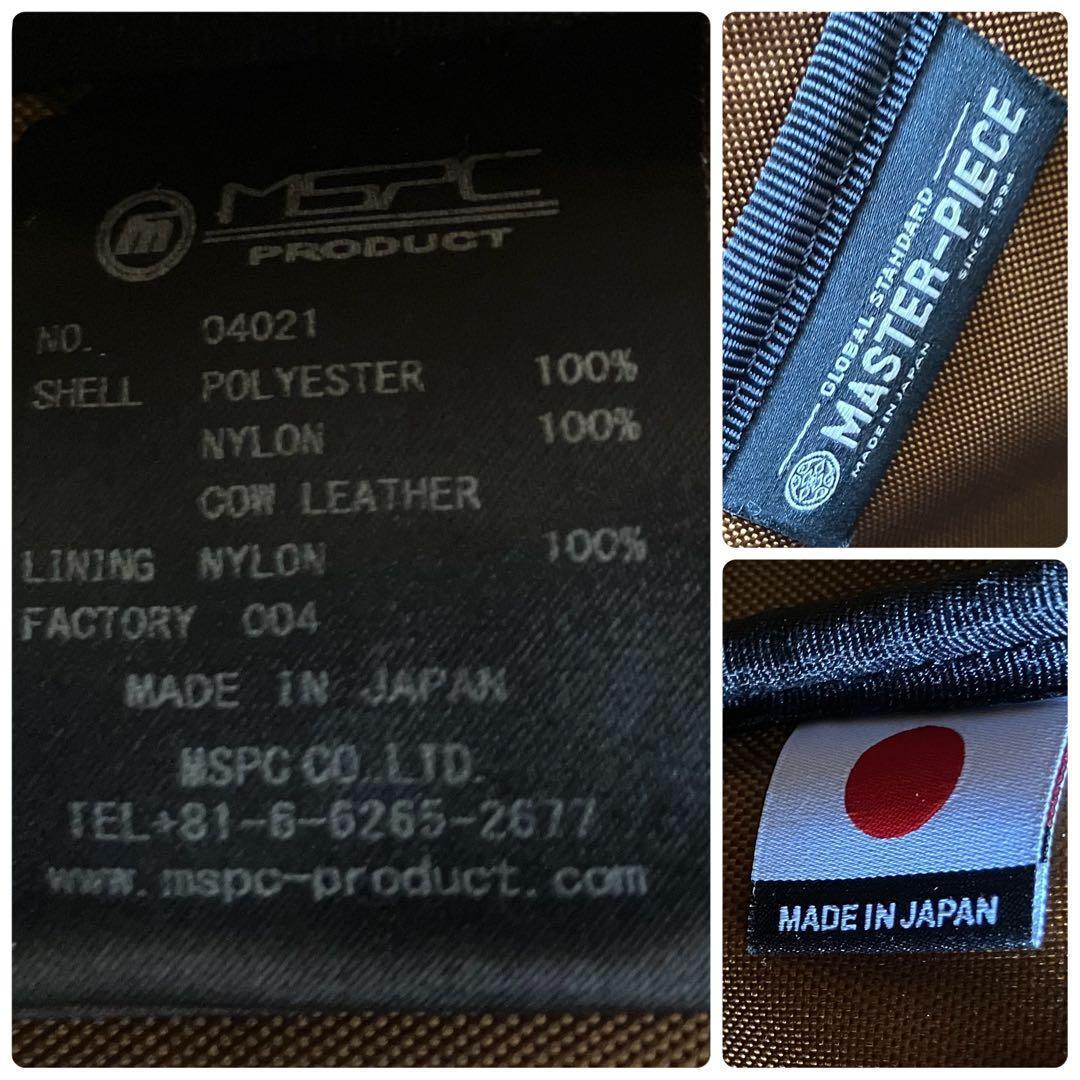 m MSPC
PRODUCT
NO. 04021
SHELL POLYESTER 100%
NYLON 100%
COW LEATHER
LINING NYLON 100%
FACTORY C04
MADE IN JAPAN
MSPC CO.,LTD.
TEL+81-6-6265-2677
www.mspc-product.com
GLOBAL STANDARD
MASTER-PIECE
MADE IN JAPAN SINCE 1994
MADE IN JAPAN